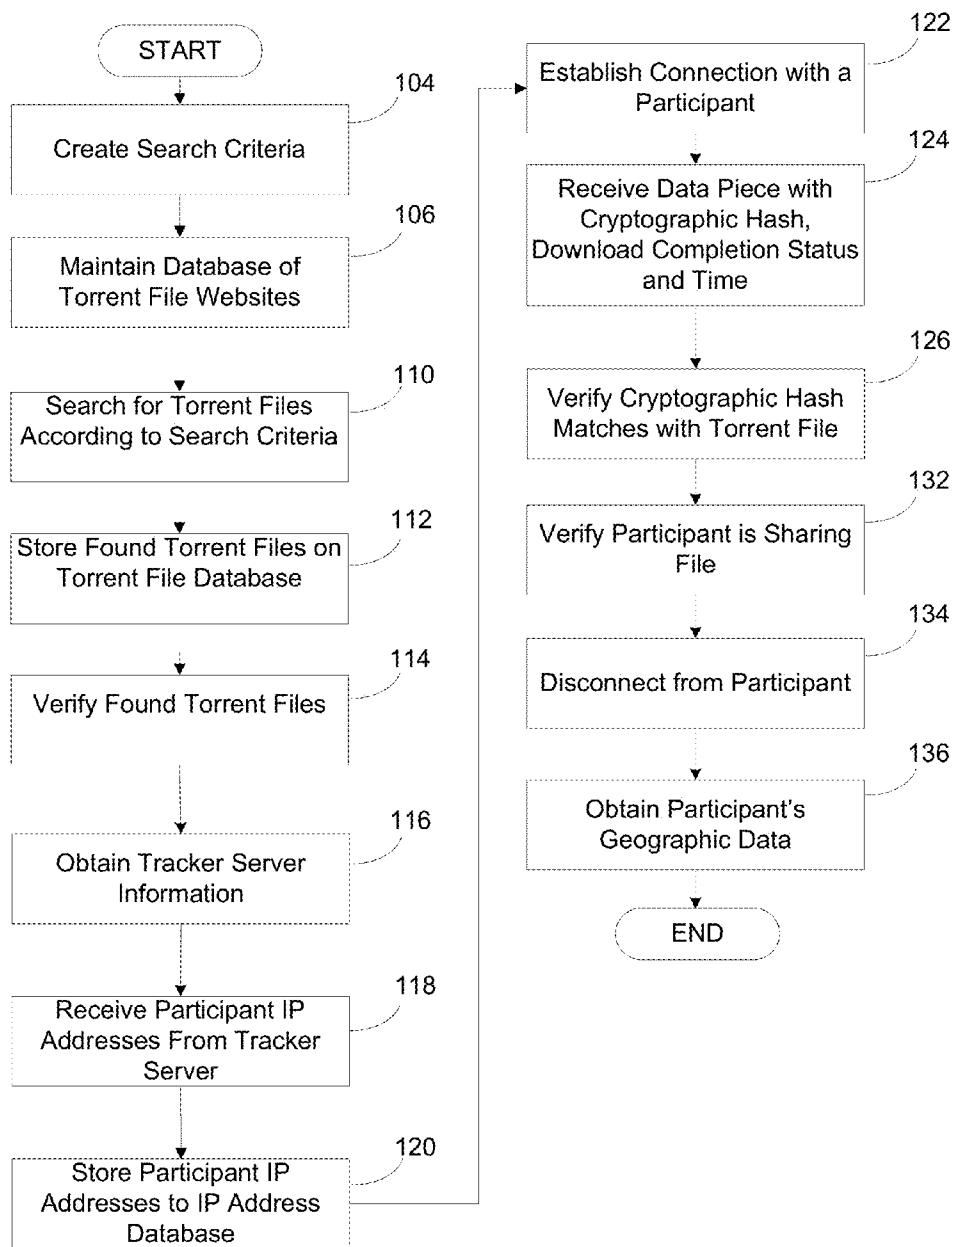 START
104
Create Search Criteria
106
Maintain Database of
Torrent File Websites
110
Search for Torrent Files
According to Search Criteria
112
Store Found Torrent Files on
Torrent File Database
114
Verify Found Torrent Files
116
Obtain Tracker Server
Information
118
Receive Participant IP
Addresses From Tracker
Server
120
Store Participant IP
Addresses to IP Address
Database
122
Establish Connection with a
Participant
124
Receive Data Piece with
Cryptographic Hash,
Download Completion Status
and Time
126
Verify Cryptographic Hash
Matches with Torrent File
132
Verify Participant is Sharing
File
134
Disconnect from Participant
136
Obtain Participant's
Geographic Data
END